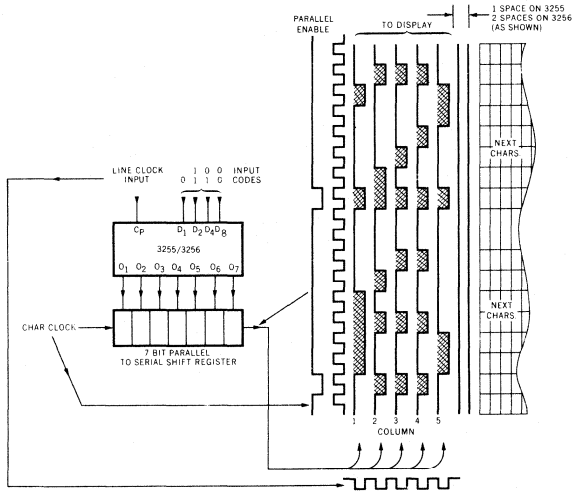 PARALLEL
ENABLE
TO DISPLAY
1 SPACE ON 3255
2 SPACES ON 3256
(AS SHOWN)
NEXT
CHARS.
LINE CLOCK
INPUT
1 0 0
0 1 1 0
INPUT
CODES
CP D1 D2 D4 D8
3255/3256
O1 O2 O3 O4 O5 O6 O7
CHAR CLOCK
7 BIT PARALLEL
TO SERIAL SHIFT REGISTER
NEXT
CHARS.
1 2 3 4 5
COLUMN